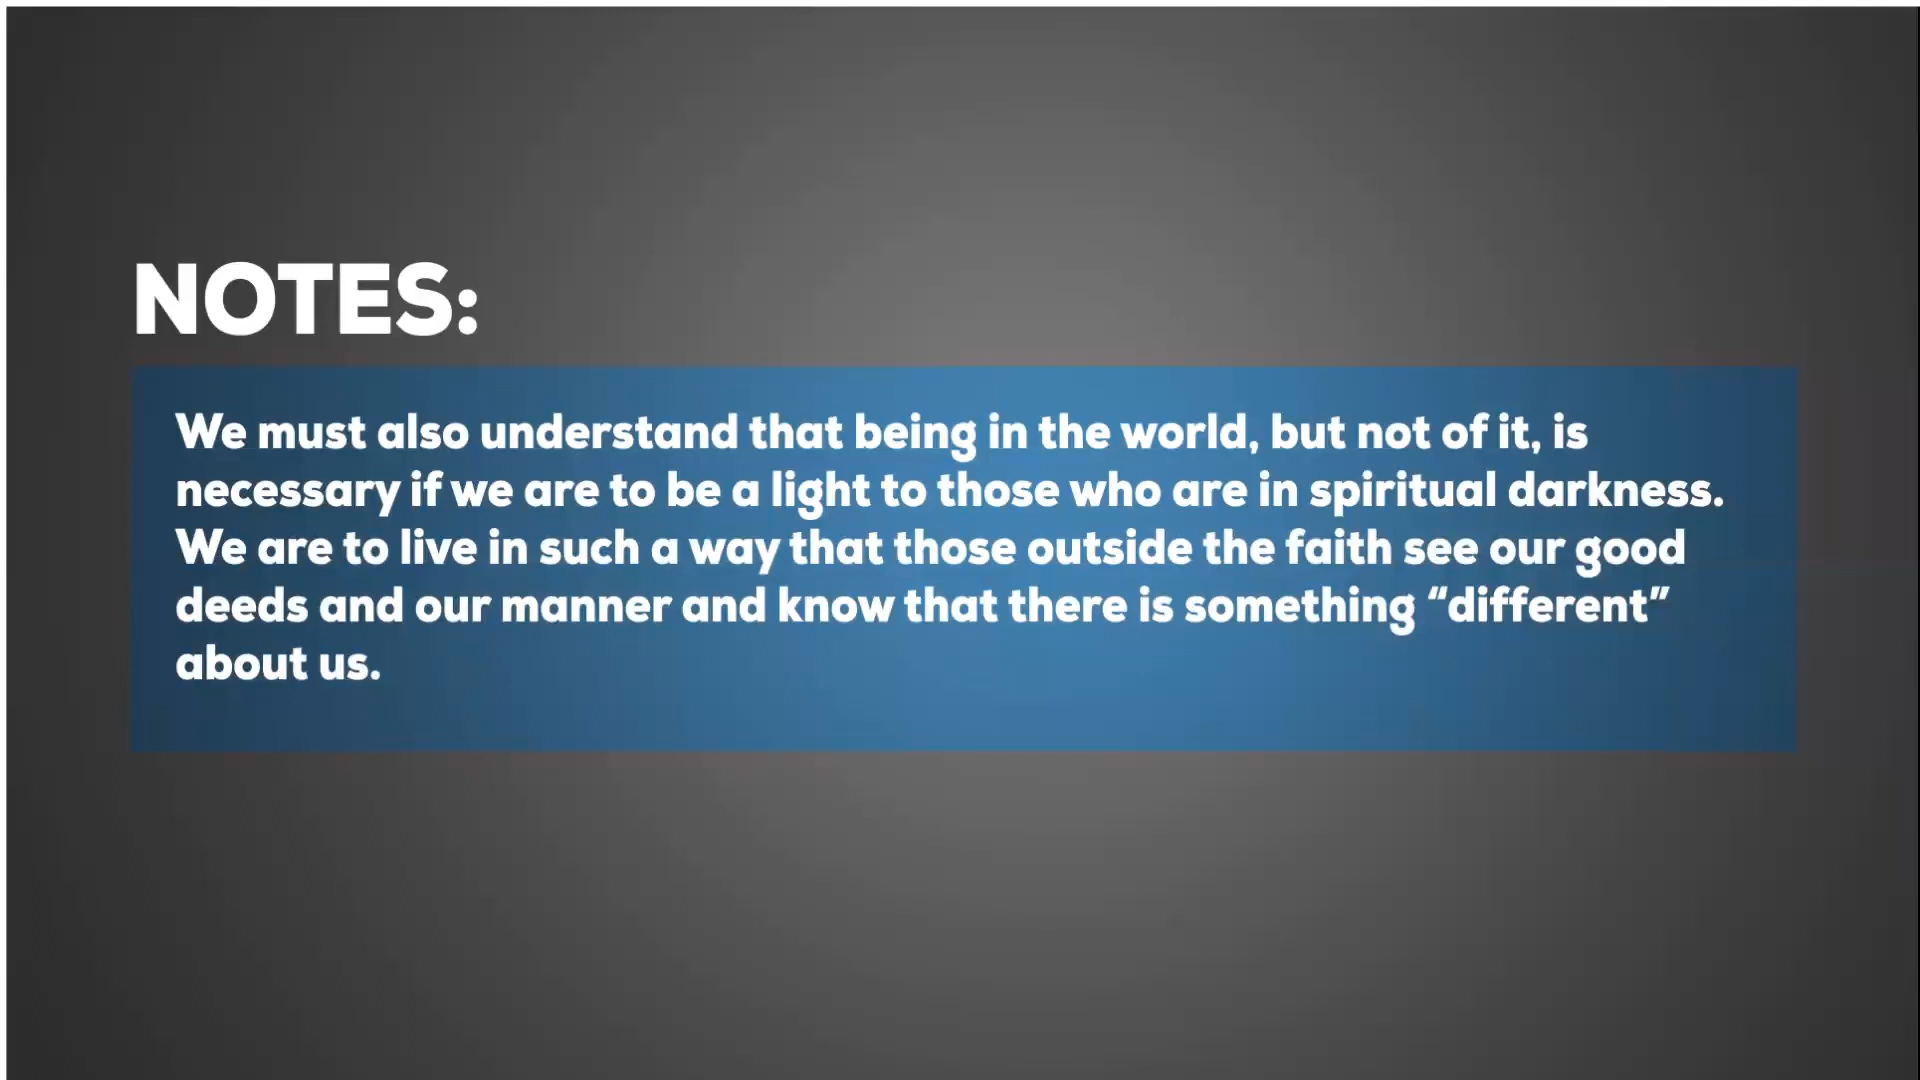 NOTES:
We must also understand that being in the world, but not of it, is
necessary if we are to be a light to those who are in spiritual darkness.
We are to live in such a way that those outside the faith see our good
deeds and our manner and know that there is something “different”
about us.